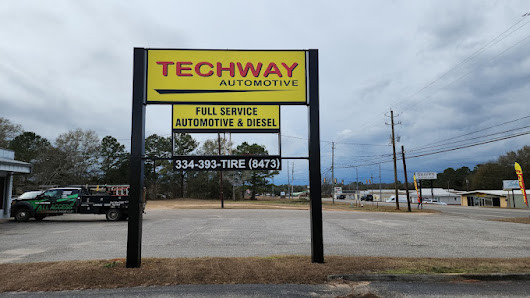 TECHWAY
AUTOMOTIVE
FULL SERVICE
AUTOMOTIVE & DIESEL
334-393-TIRE (8473)